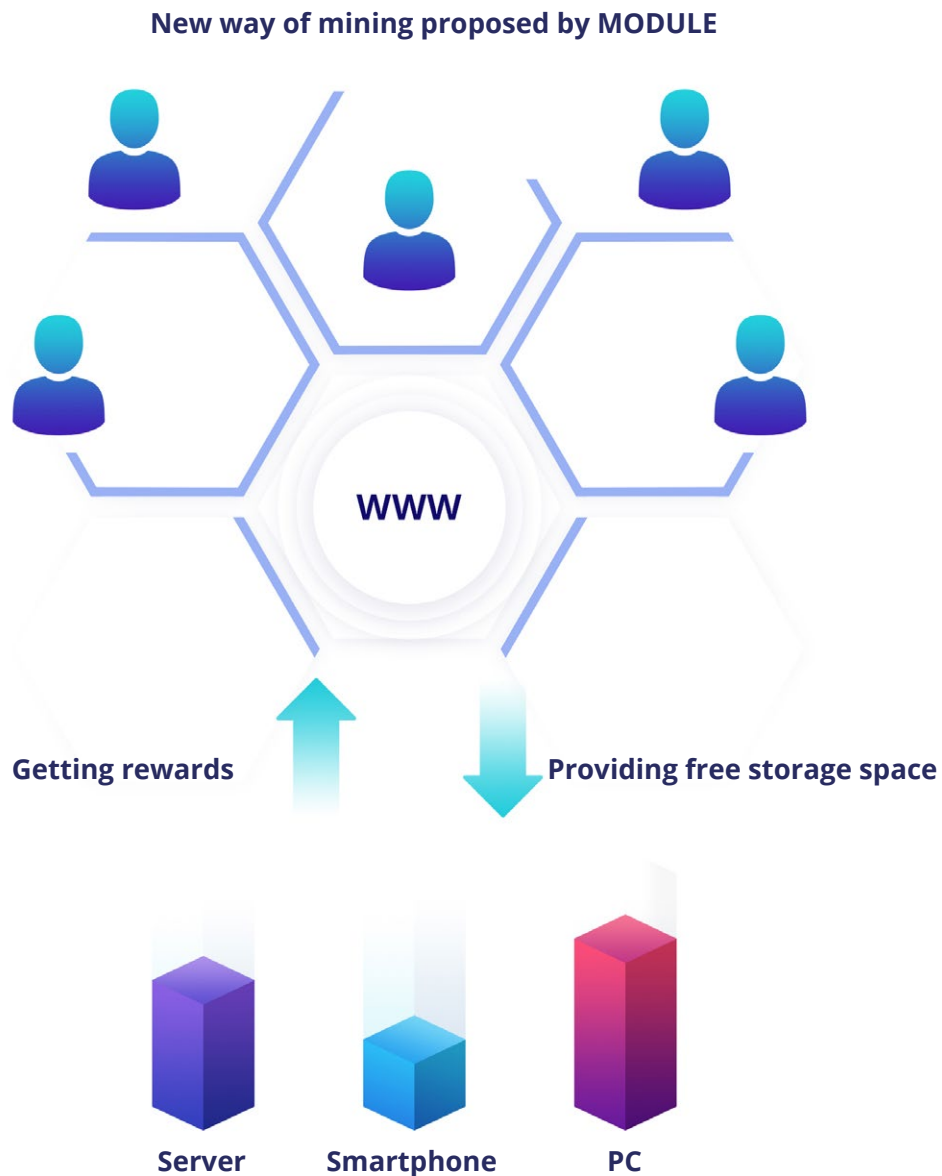 New way of mining proposed by MODULE
WWW
Getting rewards
Providing free storage space
Server
Smartphone
PC